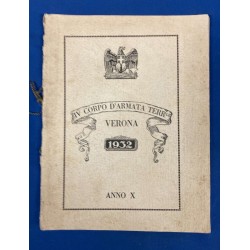 IV CORPO D'ARMATA TERR.
VERONA
1932
ANNO X